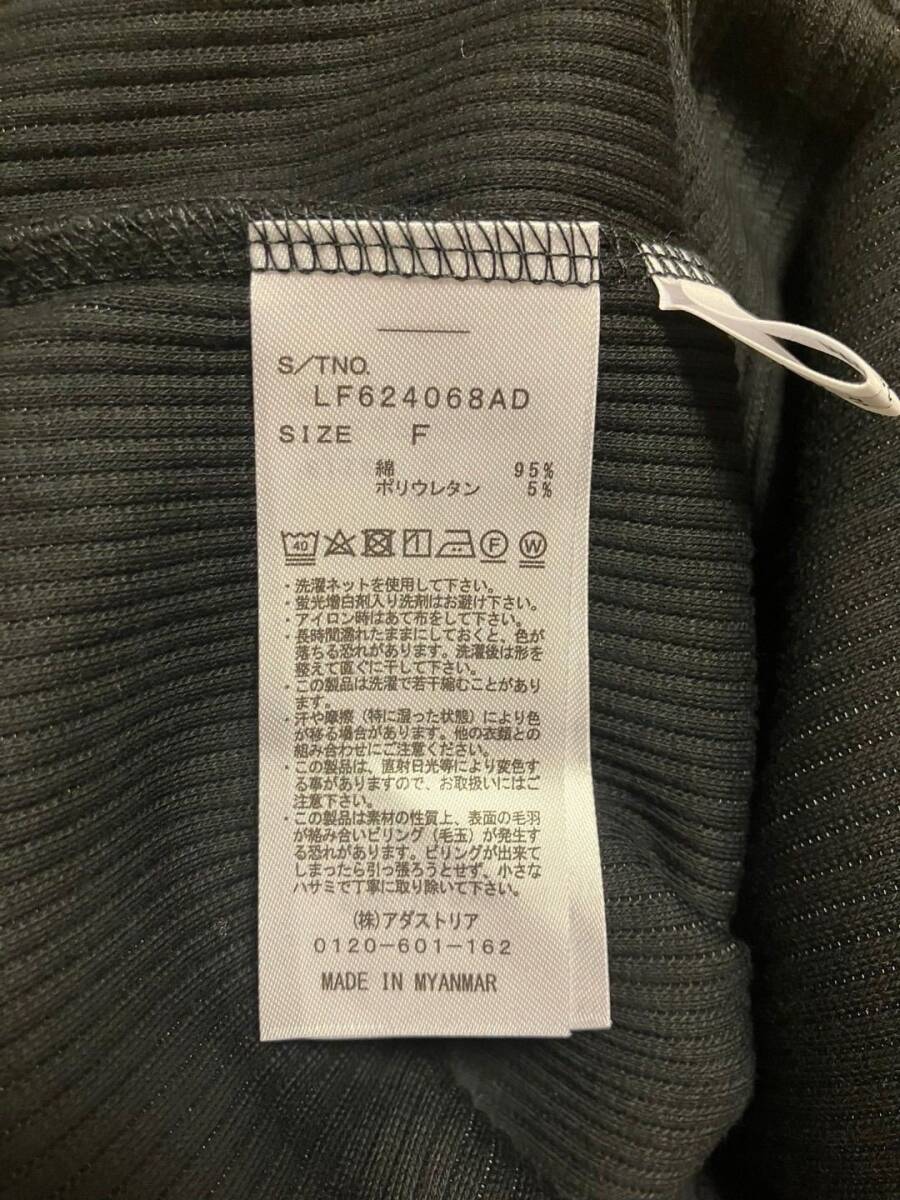 S/TNO.
LF624068AD
SIZE F
綿 95%
ポリウレタン 5%
40 F W
・洗濯ネットを使用して下さい。
・蛍光増白剤入り洗剤はお避け下さい。
・アイロン時はあて布をして下さい。
・長時間濡れたままにしておくと、色が
落ちる恐れがあります。洗濯後は形を
整えて直ぐに干して下さい。
・この製品は洗濯で若干縮むことがあり
ます。
・汗や摩擦（特に湿った状態）により色
が移る場合があります。他の衣類との
組み合わせにご注意ください。
・この製品は、直射日光等により変色す
る事がありますので、お取扱いにはご
注意下さい。
・この製品は素材の性質上、表面の毛羽
が絡み合いピリング（毛玉）が発生す
る恐れがあります。ピリングが出来て
しまったら引っ張ろうとせず、小さな
ハサミで丁寧に取り除いて下さい。
(株)アダストリア
0120-601-162
MADE IN MYANMAR